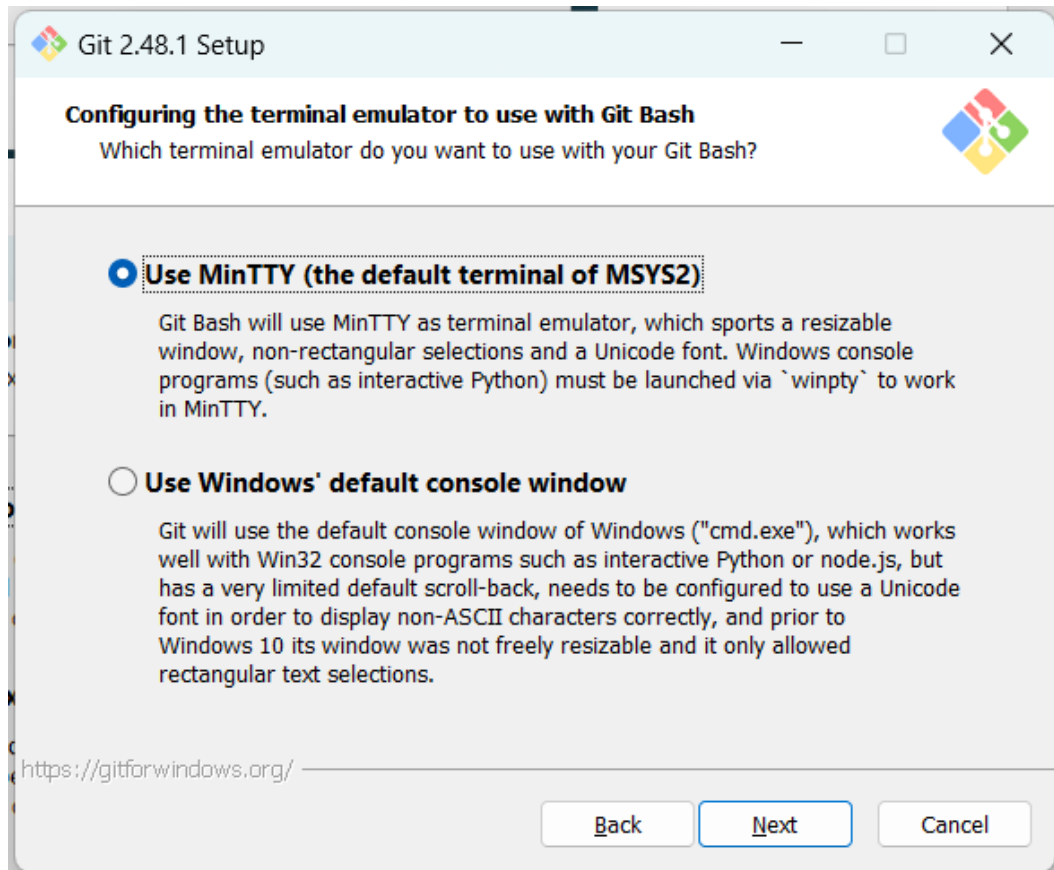 Git 2.48.1 Setup
Configuring the terminal emulator to use with Git Bash
Which terminal emulator do you want to use with your Git Bash?
Use MinTTY (the default terminal of MSYS2)
Git Bash will use MinTTY as terminal emulator, which sports a resizable
window, non-rectangular selections and a Unicode font. Windows console
programs (such as interactive Python) must be launched via `winpty` to work
in MinTTY.
Use Windows' default console window
Git will use the default console window of Windows ("cmd.exe"), which works
well with Win32 console programs such as interactive Python or node.js, but
has a very limited default scroll-back, needs to be configured to use a Unicode
font in order to display non-ASCII characters correctly, and prior to
Windows 10 its window was not freely resizable and it only allowed
rectangular text selections.
https://gitforwindows.org/
Back
Next
Cancel